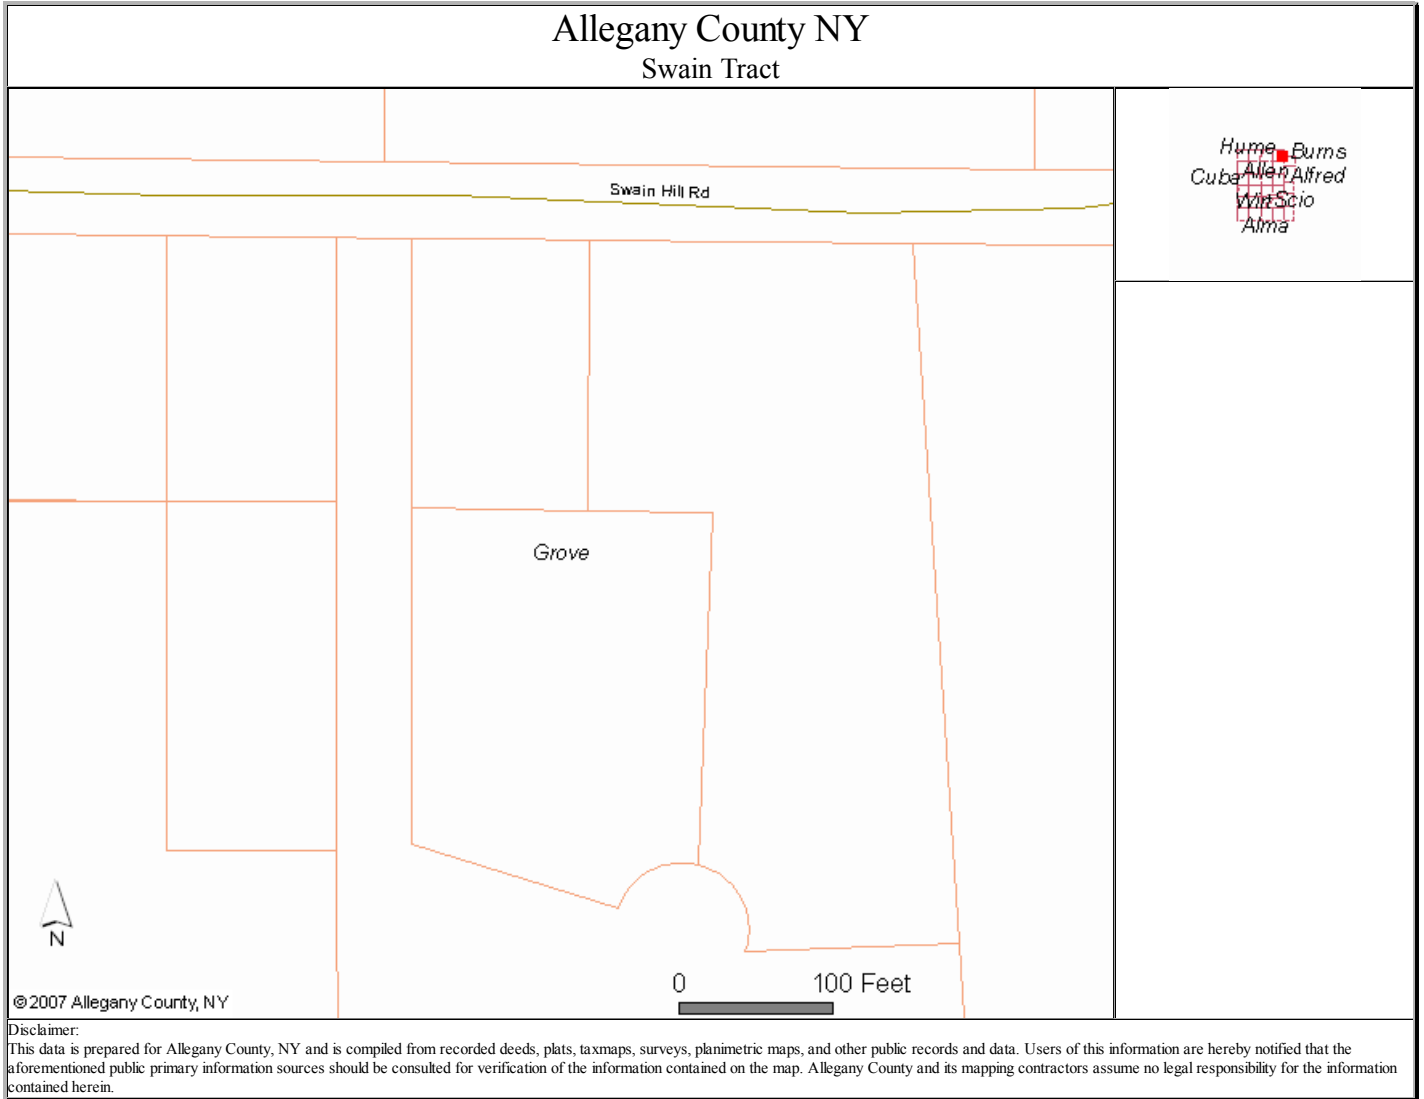 Allegany County NY
Swain Tract
Swain Hill Rd
Grove
N
0 100 Feet
©2007 Allegany County, NY
Hume
Burns
Allen
Cuba
Alfred
Wirt
Scio
Alma
Disclaimer:
This data is prepared for Allegany County, NY and is compiled from recorded deeds, plats, taxmaps, surveys, planimetric maps, and other public records and data. Users of this information are hereby notified that the
aforementioned public primary information sources should be consulted for verification of the information contained on the map. Allegany County and its mapping contractors assume no legal responsibility for the information
contained herein.